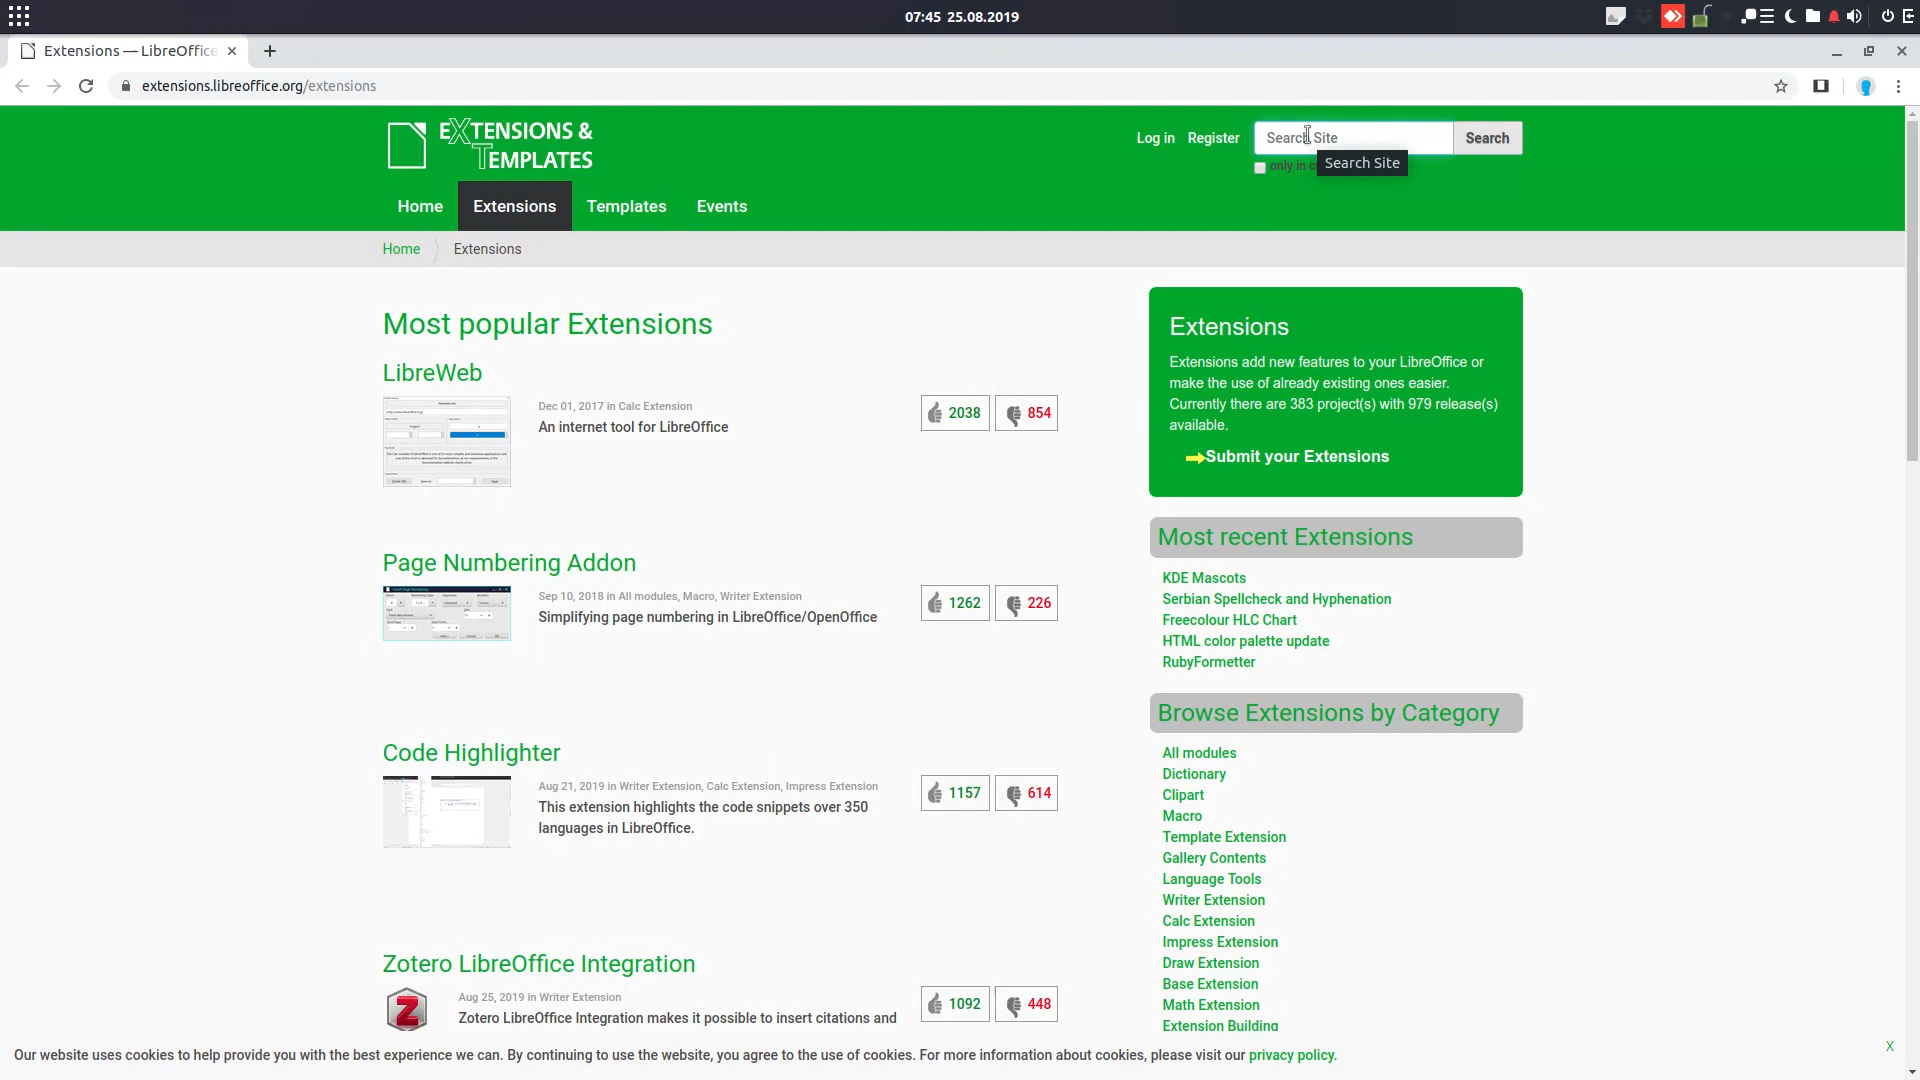 07:45 25.08.2019
Extensions — LibreOffice
extensions.libreoffice.org/extensions
EXTENSIONS &
TEMPLATES
Log in
Register
Search Site
Search
only in
Search Site
Home
Extensions
Templates
Events
Home
Extensions
Most popular Extensions
LibreWeb
Dec 01, 2017 in Calc Extension
An internet tool for LibreOffice
2038
854
Page Numbering Addon
Sep 10, 2018 in All modules, Macro, Writer Extension
Simplifying page numbering in LibreOffice/OpenOffice
1262
226
Code Highlighter
Aug 21, 2019 in Writer Extension, Calc Extension, Impress Extension
This extension highlights the code snippets over 350
languages in LibreOffice.
1157
614
Zotero LibreOffice Integration
Z
Aug 25, 2019 in Writer Extension
Zotero LibreOffice Integration makes it possible to insert citations and
1092
448
Extensions
Extensions add new features to your LibreOffice or
make the use of already existing ones easier.
Currently there are 383 project(s) with 979 release(s)
available.
Submit your Extensions
Most recent Extensions
KDE Mascots
Serbian Spellcheck and Hyphenation
Freecolour HLC Chart
HTML color palette update
RubyFormetter
Browse Extensions by Category
All modules
Dictionary
Clipart
Macro
Template Extension
Gallery Contents
Language Tools
Writer Extension
Calc Extension
Impress Extension
Draw Extension
Base Extension
Math Extension
Extension Building
Our website uses cookies to help provide you with the best experience we can. By continuing to use the website, you agree to the use of cookies. For more information about cookies, please visit our privacy policy.
X